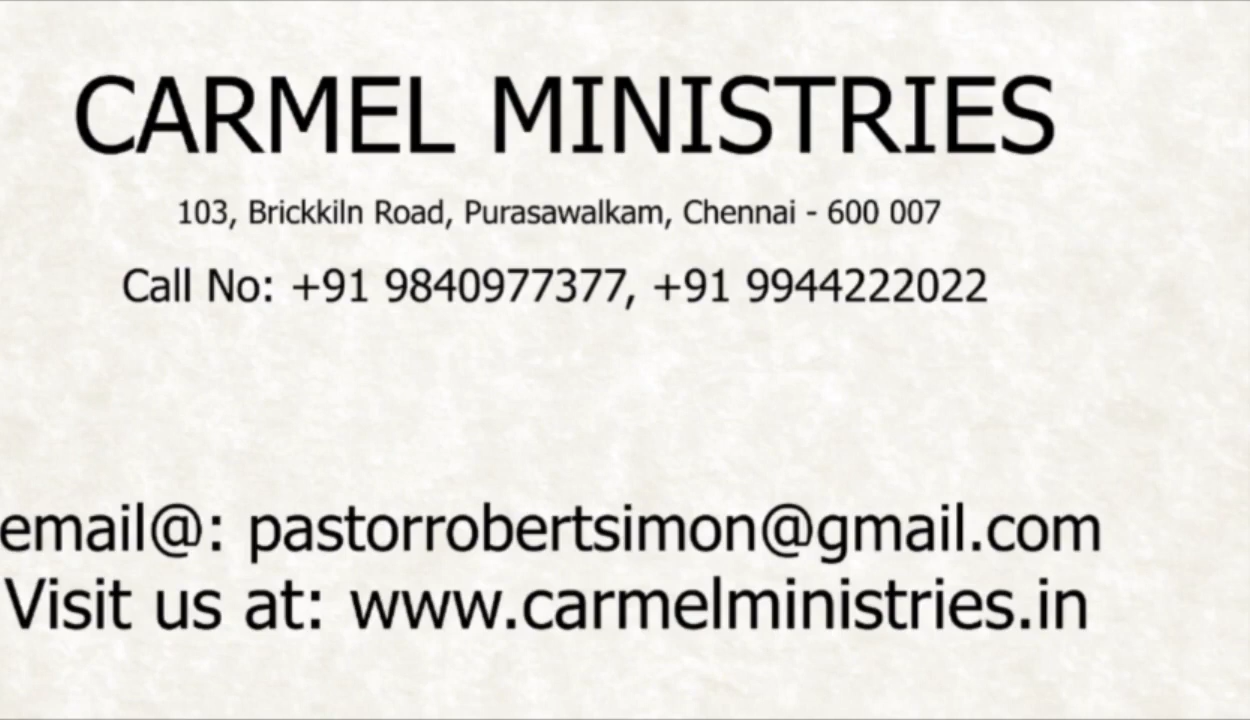 CARMEL MINISTRIES
103, Brickkiln Road, Purasawalkam, Chennai - 600 007
Call No: +91 9840977377, +91 9944222022
email@: pastorrobertsimon@gmail.com
Visit us at: www.carmelministries.in